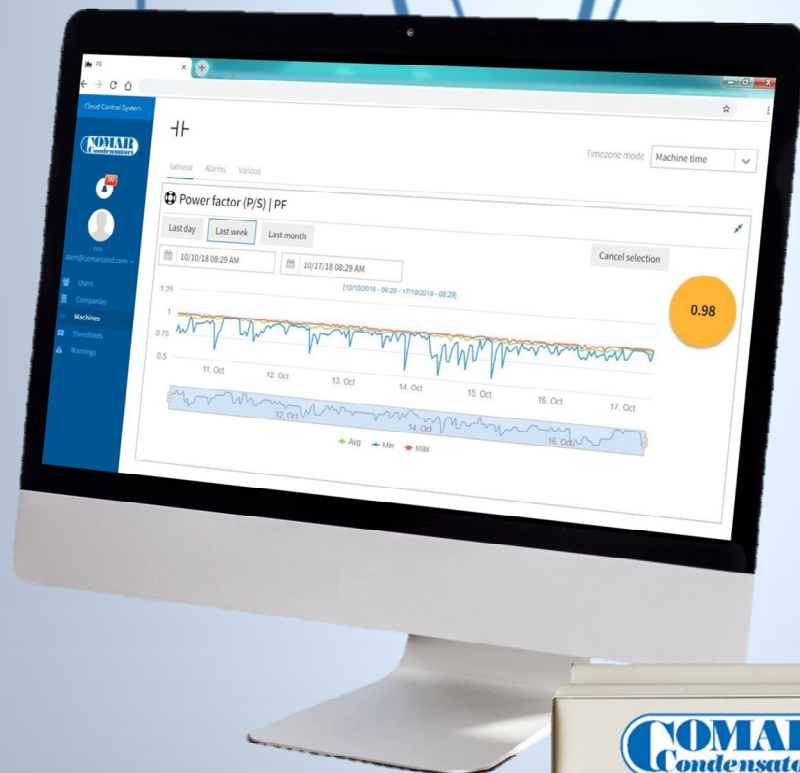 PS
Cloud Control System
COMAR
Condensatori
30
ccs
alert@comarcond.com
Users
Companies
Machines
Thresholds
Warnings
Timezone mode Machine time
General Alarms Various
Power factor (P/S) | PF
Last day Last week Last month
Cancel selection
10/10/18 08:29 AM 10/17/18 08:29 AM
[10/10/2018 - 08:29 - 17/10/2018 - 08:29]
0.98
1.25
1
0.75
0.5
11. Oct 12. Oct 13. Oct 14. Oct 15. Oct 16. Oct 17. Oct
12. Oct 14. Oct 16. Oct
Avg Min Max
COMAR
Condensato